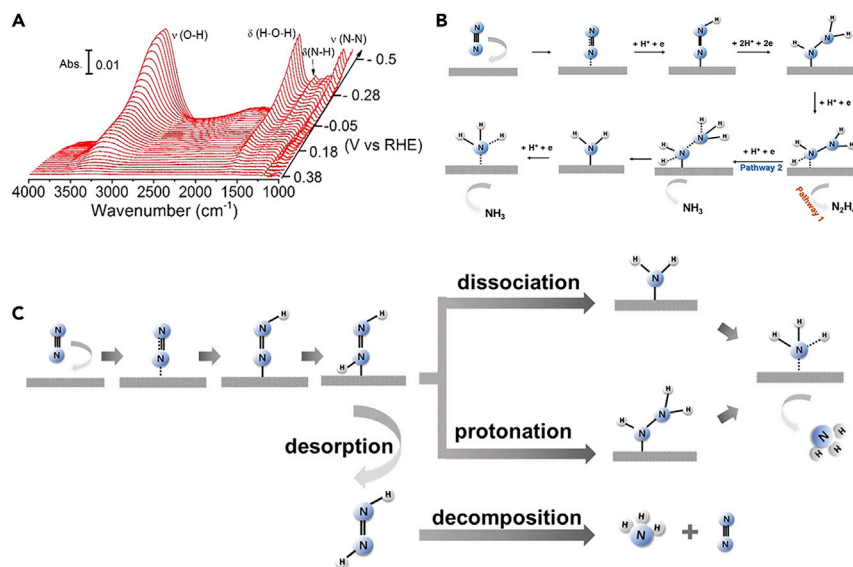 A
Abs.
0.01
ν (O-H)
δ (H-O-H)
δ(N-H)
ν (N-N)
- 0.5
- 0.28
-0.05
0.18
0.38
(V vs RHE)
4000 3500 3000 2500 2000 1500 1000
Wavenumber (cm⁻¹)
B
N
N
N
N
+ H⁺ + e
H
N
N
+ 2H⁺ + 2e
H H
N N
H
+ H⁺ + e
H
N H
H N
H
Pathway 1
N₂H₄
+ H⁺ + e
Pathway 2
H
N H
H N H
NH₃
H H
N
+ H⁺ + e
H
H N H
NH₃
C
N
N
N
N
H
N
N
H
N
H N
dissociation
H H
N
protonation
H
H N H
N
H
H N H
N
H H H
desorption
H
N
N
H
decomposition
H H H
N
+
N
N